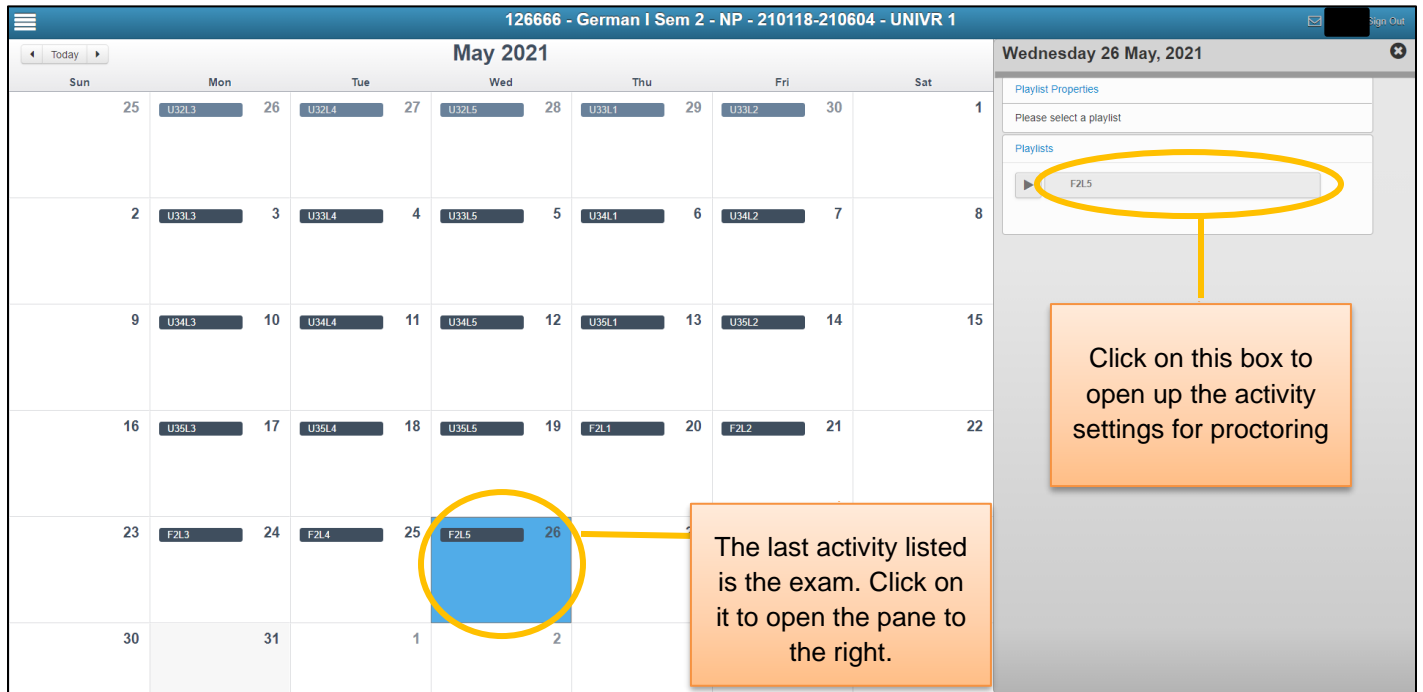 126666 - German I Sem 2 - NP - 210118-210604 - UNIVR 1
Sign Out
Today
May 2021
Sun Mon Tue Wed Thu Fri Sat
25 U32L3 26 U32L4 27 U32L5 28 U33L1 29 U33L2 30 1
2 U33L3 3 U33L4 4 U33L5 5 U34L1 6 U34L2 7 8
9 U34L3 10 U34L4 11 U34L5 12 U35L1 13 U35L2 14 15
16 U35L3 17 U35L4 18 U35L5 19 F2L1 20 F2L2 21 22
23 F2L3 24 F2L4 25 F2L5 26
30 31 1 2
The last activity listed
is the exam. Click on
it to open the pane to
the right.
Wednesday 26 May, 2021
Playlist Properties
Please select a playlist
Playlists
F2L5
Click on this box to
open up the activity
settings for proctoring